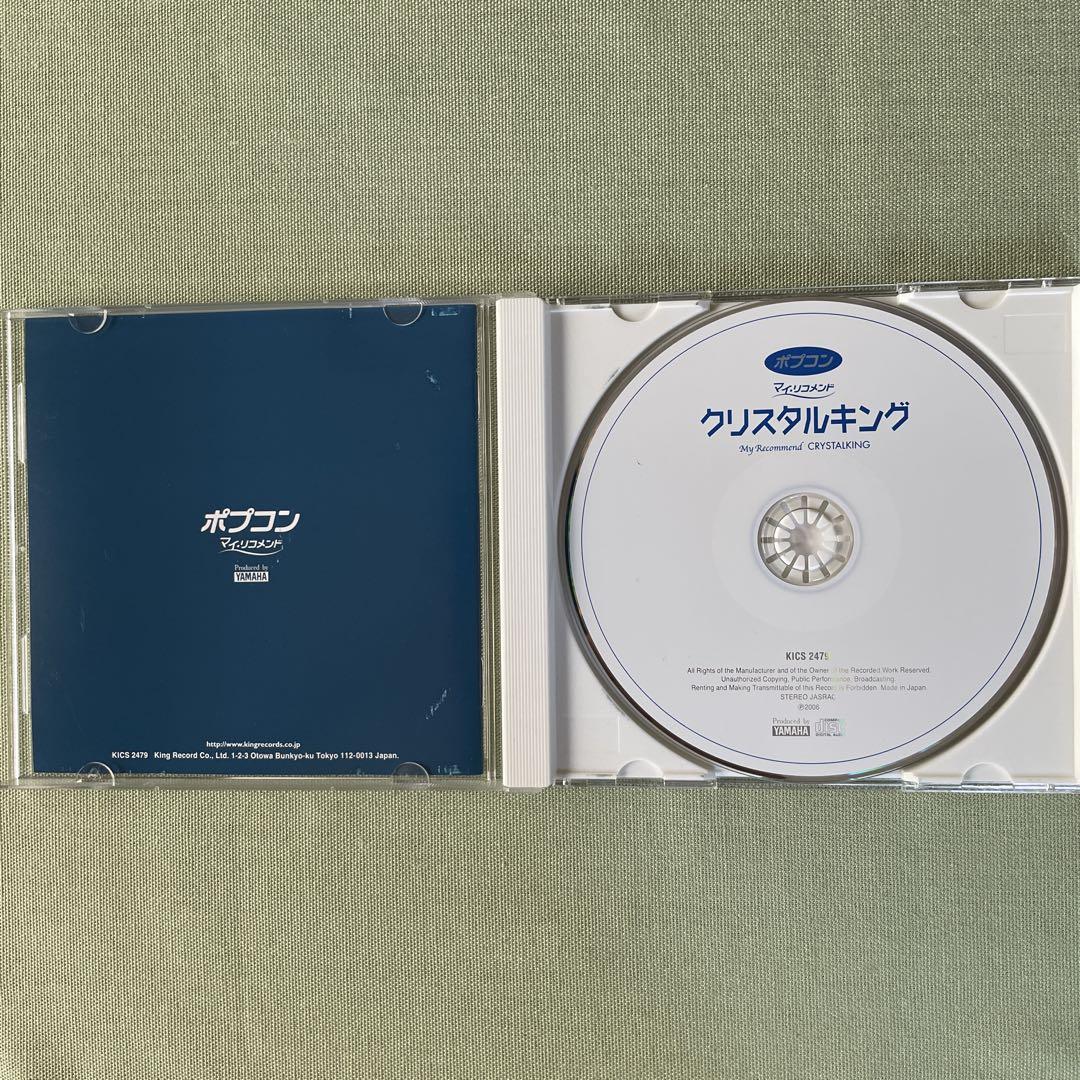 ポプコン
マイ・リコメンド
Produced by
YAMAHA
http://www.kingrecords.co.jp
KICS 2479 King Record Co., Ltd. 1-2-3 Otowa Bunkyo-ku Tokyo 112-0013 Japan.
ポプコン
マイ・リコメンド
クリスタルキング
My Recommend CRYSTALKING
KICS 2479
All Rights of the Manufacturer and of the Owner of the Recorded Work Reserved.
Unauthorized Copying, Public Performance, Broadcasting.
Renting and Making Transmittable of this Record is Forbidden. Made in Japan.
STEREO JASRAC
℗2006
Produced by
YAMAHA
COMPACT
disc
DIGITAL AUDIO